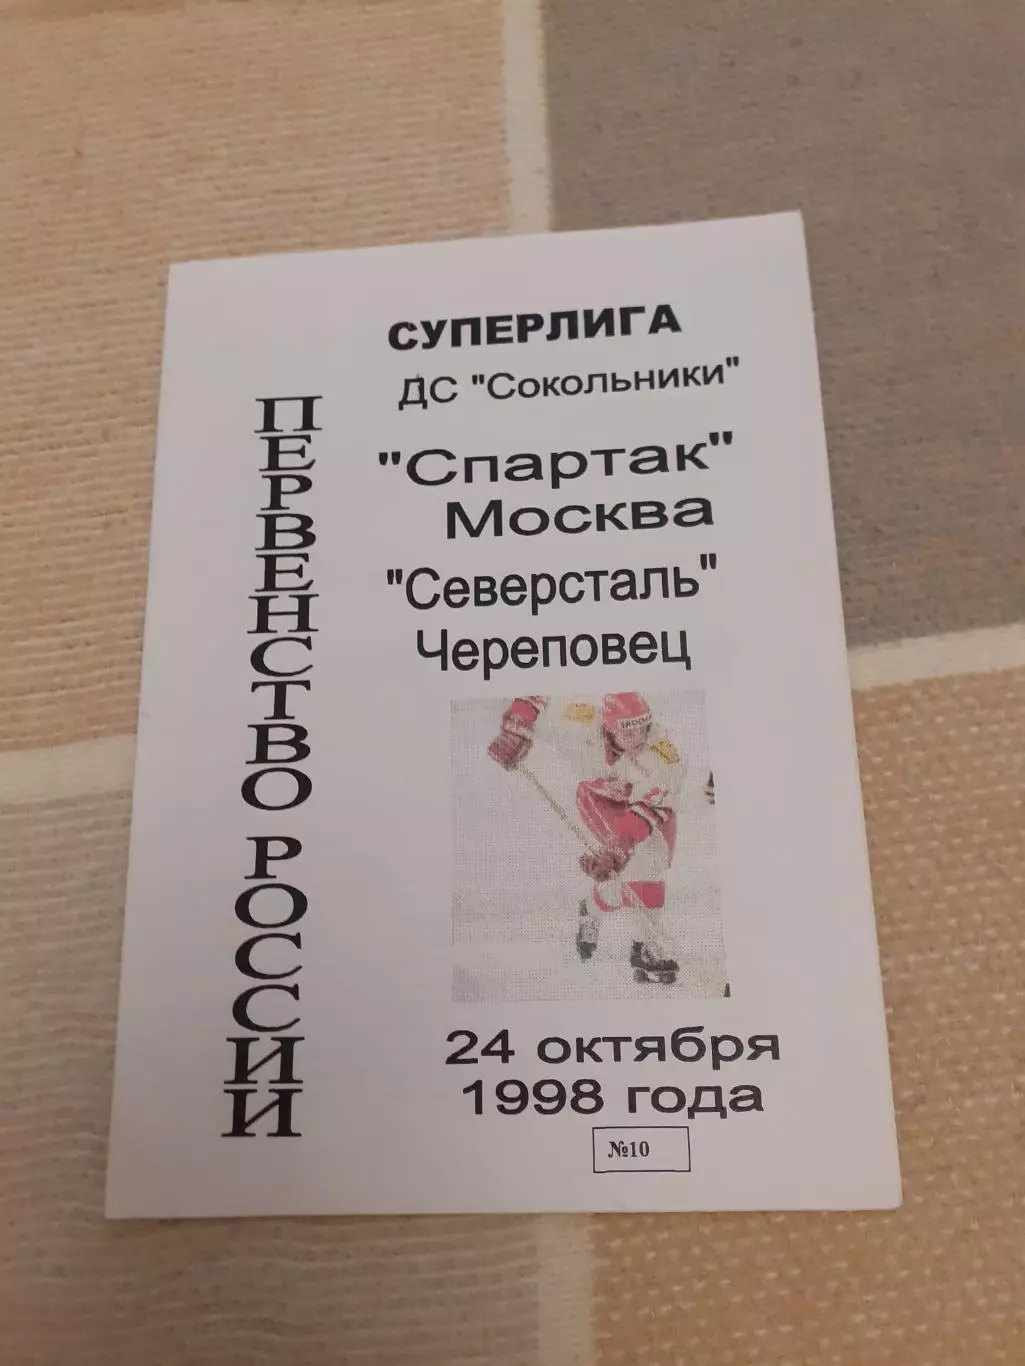 СУПЕРЛИГА
ДС "Сокольники"
"Спартак"
Москва
"Северсталь"
Череповец
ПЕРВЕНСТВО РОССИИ
24 октября
1998 года
№10